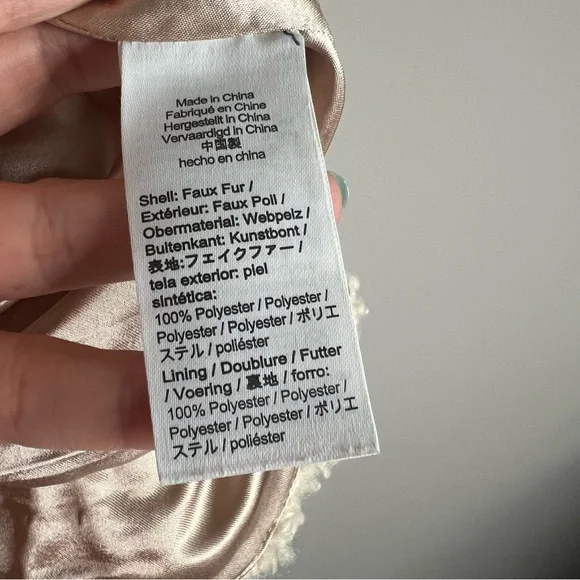 Made in China
Fabriqué en Chine
Hergestellt in China
Vervaardigd in China
中国製
hecho en china
Shell: Faux Fur /
Extérieur: Faux Poil /
Obermaterial: Webpelz /
Buitenkant: Kunstbont /
表地:フェイクファー /
tela exterior: piel
sintética:
100% Polyester / Polyester /
Polyester / Polyester / ポリエ
ステル / poliéster
Lining / Doublure / Futter
/ Voering / 裏地 / forro:
100% Polyester / Polyester /
Polyester / Polyester / ポリエ
ステル / poliéster